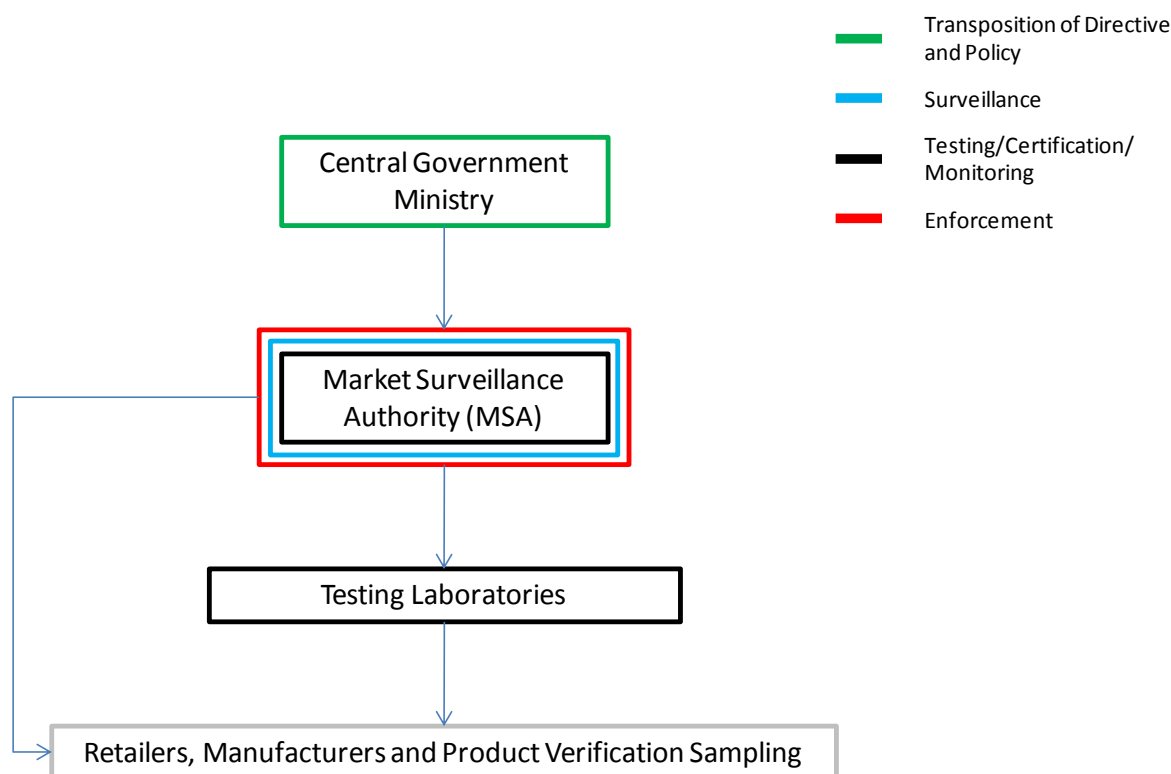 Transposition of Directive
and Policy
Surveillance
Testing/Certification/
Monitoring
Enforcement
Central Government
Ministry
Market Surveillance
Authority (MSA)
Testing Laboratories
Retailers, Manufacturers and Product Verification Sampling